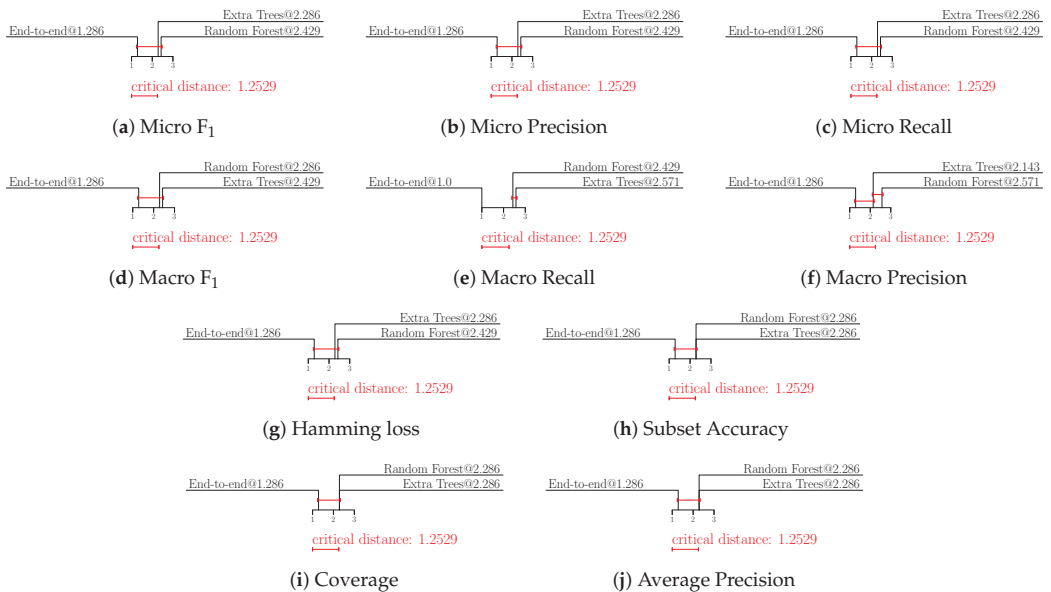 Extra Trees@2.286
End-to-end@1.286 Random Forest@2.429
1 2 3
critical distance: 1.2529
(a) Micro F1
Extra Trees@2.286
End-to-end@1.286 Random Forest@2.429
1 2 3
critical distance: 1.2529
(b) Micro Precision
Extra Trees@2.286
End-to-end@1.286 Random Forest@2.429
1 2 3
critical distance: 1.2529
(c) Micro Recall
Random Forest@2.286
End-to-end@1.286 Extra Trees@2.429
1 2 3
critical distance: 1.2529
(d) Macro F1
Random Forest@2.429
End-to-end@1.0 Extra Trees@2.571
1 2 3
critical distance: 1.2529
(e) Macro Recall
Extra Trees@2.143
End-to-end@1.286 Random Forest@2.571
1 2 3
critical distance: 1.2529
(f) Macro Precision
Extra Trees@2.286
End-to-end@1.286 Random Forest@2.429
1 2 3
critical distance: 1.2529
(g) Hamming loss
Random Forest@2.286
End-to-end@1.286 Extra Trees@2.286
1 2 3
critical distance: 1.2529
(h) Subset Accuracy
Random Forest@2.286
End-to-end@1.286 Extra Trees@2.286
1 2 3
critical distance: 1.2529
(i) Coverage
Random Forest@2.286
End-to-end@1.286 Extra Trees@2.286
1 2 3
critical distance: 1.2529
(j) Average Precision